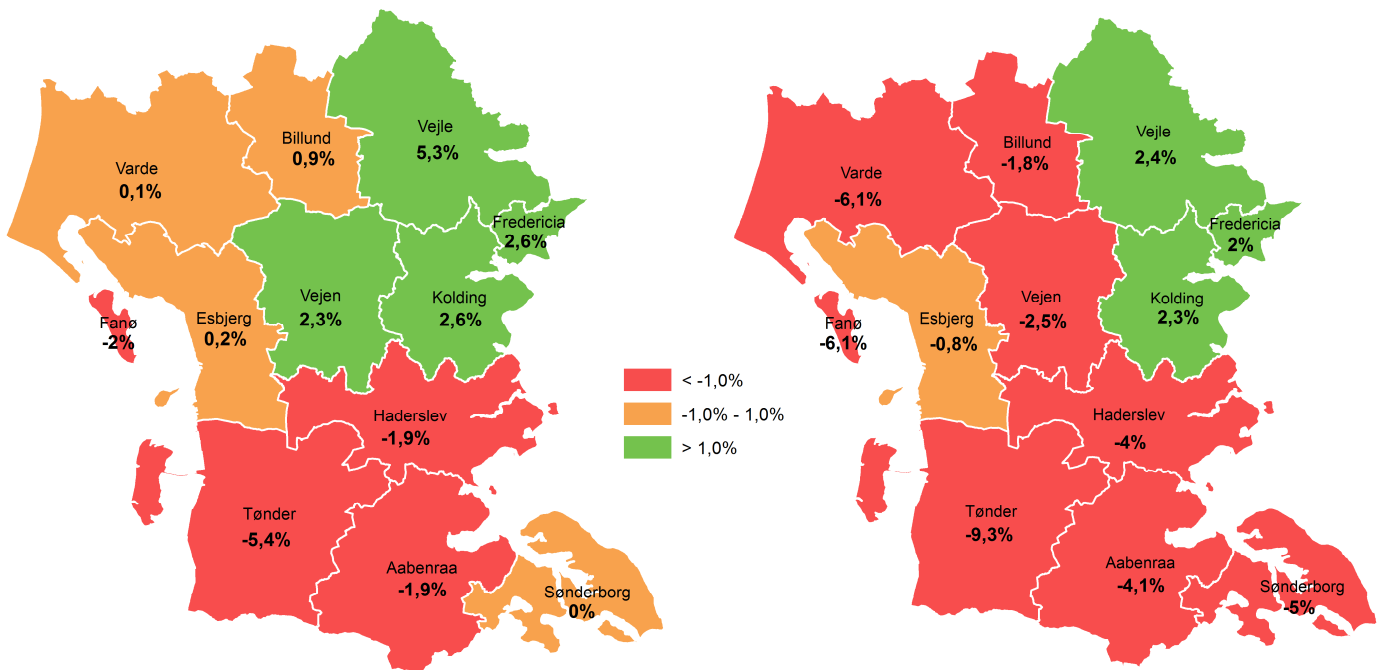 Vejle
5,3%
Billund
0,9%
Varde
0,1%
Fredericia
2,6%
Vejen
2,3%
Kolding
2,6%
Fanø
-2%
Esbjerg
0,2%
Haderslev
-1,9%
Tønder
-5,4%
Aabenraa
-1,9%
Sønderborg
0%
< -1,0%
-1,0% - 1,0%
> 1,0%
Vejle
2,4%
Billund
-1,8%
Varde
-6,1%
Fredericia
2%
Vejen
-2,5%
Kolding
2,3%
Fanø
-6,1%
Esbjerg
-0,8%
Haderslev
-4%
Tønder
-9,3%
Aabenraa
-4,1%
Sønderborg
-5%